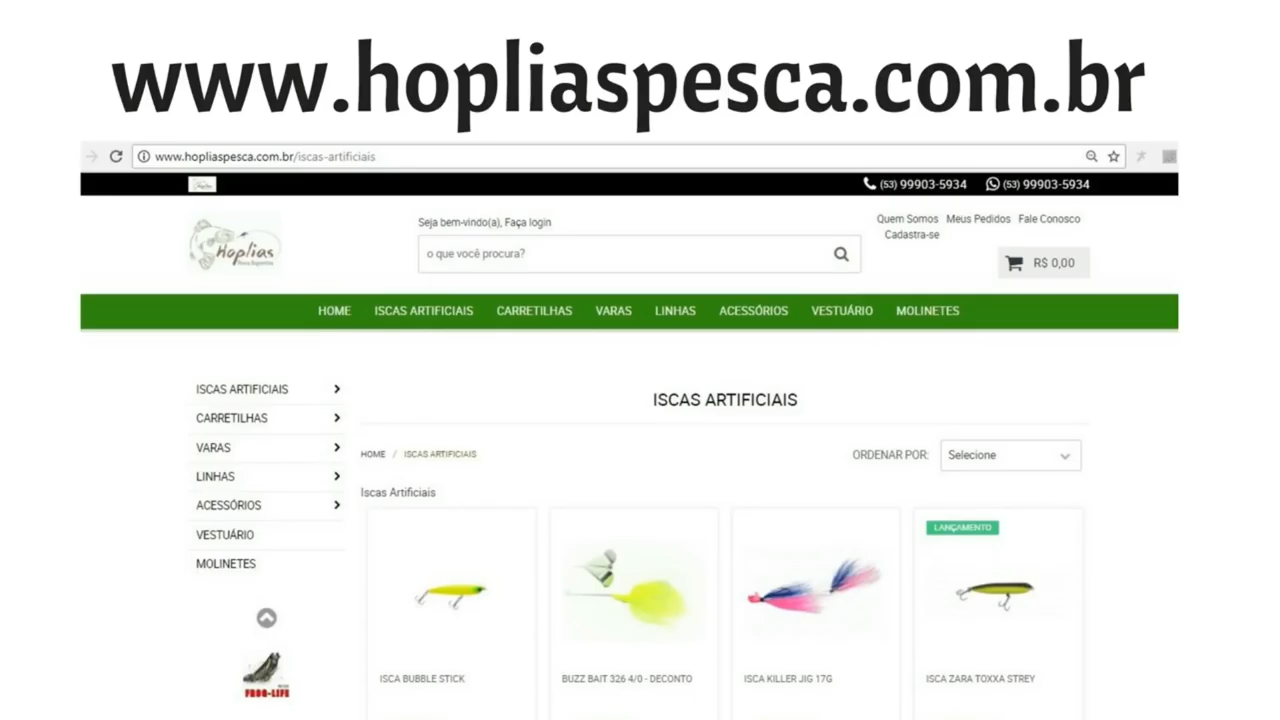 www.hopliaspesca.com.br
www.hopliaspesca.com.br/iscas-artificiais
(53) 99903-5934 (53) 99903-5934
Hoplias
Seja bem-vindo(a), Faça login
Quem Somos Meus Pedidos Fale Conosco
Cadastra-se
o que você procura?
R$ 0,00
HOME ISCAS ARTIFICIAIS CARRETILHAS VARAS LINHAS ACESSÓRIOS VESTUÁRIO MOLINETES
ISCAS ARTIFICIAIS
CARRETILHAS
VARAS
LINHAS
ACESSÓRIOS
VESTUÁRIO
MOLINETES
FROG-LIFE
ISCAS ARTIFICIAIS
HOME / ISCAS ARTIFICIAIS
ORDENAR POR: Selecione
Iscas Artificiais
LANÇAMENTO
ISCA BUBBLE STICK
BUZZ BAIT 326 4/0 - DECONTO
ISCA KILLER JIG 17G
ISCA ZARA TOXXA STREY